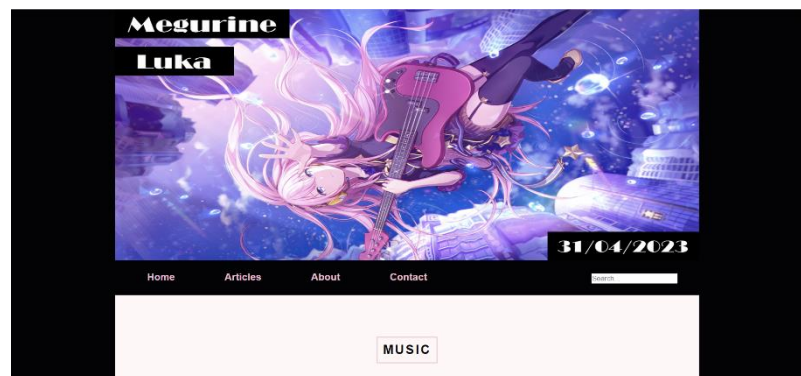 Megurine
Luka
31/04/2023
Home Articles About Contact Search...
MUSIC